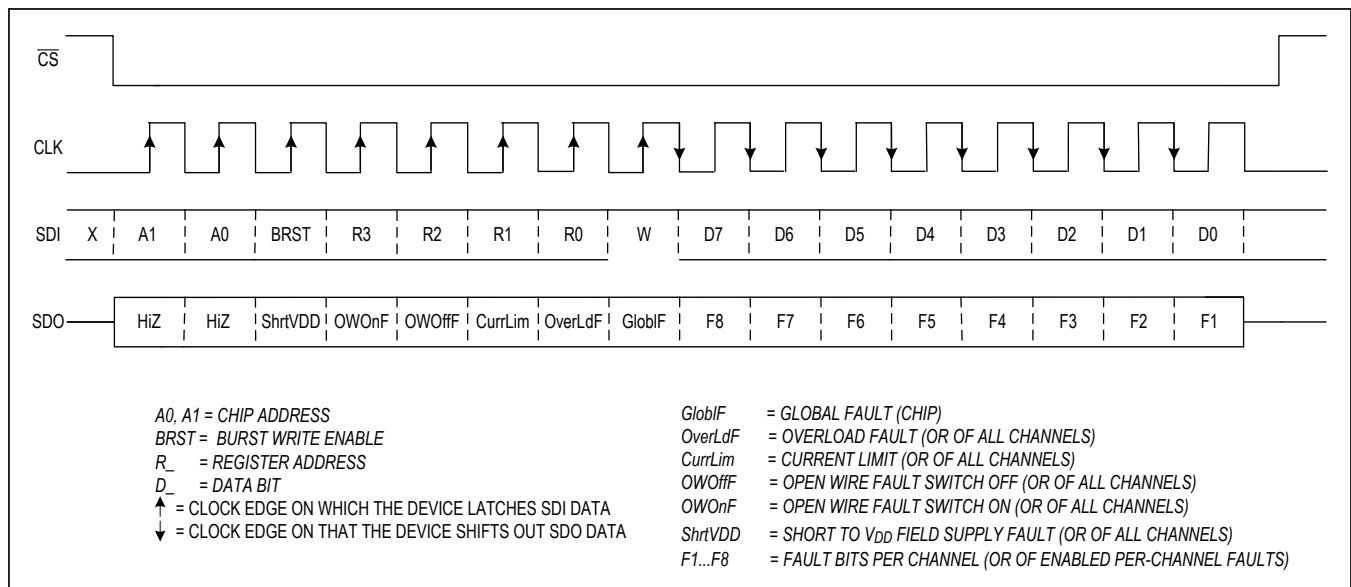 CS
CLK
SDI X A1 A0 BRST R3 R2 R1 R0 W D7 D6 D5 D4 D3 D2 D1 D0
SDO HiZ HiZ ShrtVDD OWOnF OWOffF CurrLim OverLdF GloblF F8 F7 F6 F5 F4 F3 F2 F1
A0, A1 = CHIP ADDRESS
BRST = BURST WRITE ENABLE
R_ = REGISTER ADDRESS
D_ = DATA BIT
↑ = CLOCK EDGE ON WHICH THE DEVICE LATCHES SDI DATA
↓ = CLOCK EDGE ON THAT THE DEVICE SHIFTS OUT SDO DATA
GloblF = GLOBAL FAULT (CHIP)
OverLdF = OVERLOAD FAULT (OR OF ALL CHANNELS)
CurrLim = CURRENT LIMIT (OR OF ALL CHANNELS)
OWOffF = OPEN WIRE FAULT SWITCH OFF (OR OF ALL CHANNELS)
OWOnF = OPEN WIRE FAULT SWITCH ON (OR OF ALL CHANNELS)
ShrtVDD = SHORT TO VDD FIELD SUPPLY FAULT (OR OF ALL CHANNELS)
F1...F8 = FAULT BITS PER CHANNEL (OR OF ENABLED PER-CHANNEL FAULTS)